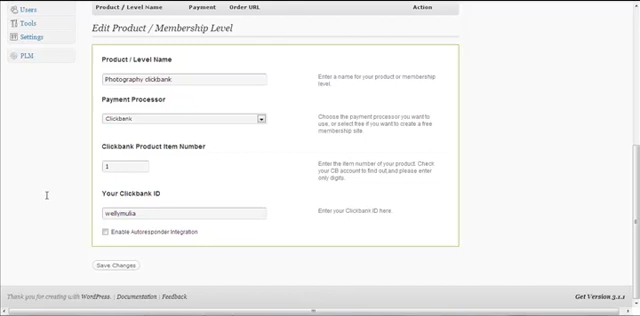 Users
Tools
Settings
PLM
Product / Level Name Payment Order URL Action
Edit Product / Membership Level
Product / Level Name
Photography clickbank
Enter a name for your product or membership
level.
Payment Processor
Clickbank
Choose the payment processor you want to
use, or select free if you want to create a free
membership site.
Clickbank Product Item Number
1
Enter the item number of your product. Check
your CB account to find out and please enter
only digits.
Your Clickbank ID
wellymulia
Enter your Clickbank ID here.
Enable Autoresponder Integration
Save Changes
Thank you for creating with WordPress. | Documentation | Feedback
Get Version 3.1.1